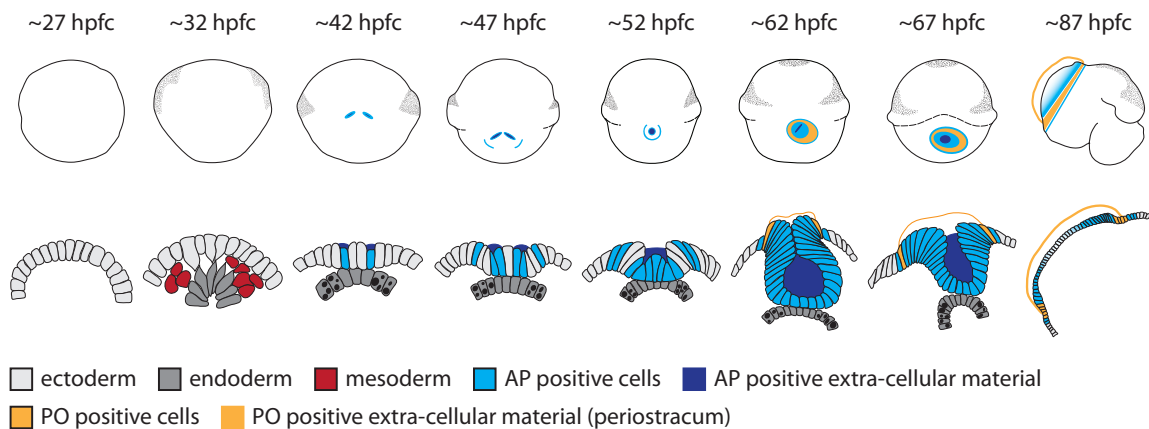 ~27 hpfc ~32 hpfc ~42 hpfc ~47 hpfc ~52 hpfc ~62 hpfc ~67 hpfc ~87 hpfc
ectoderm endoderm mesoderm AP positive cells AP positive extra-cellular material
PO positive cells PO positive extra-cellular material (periostracum)